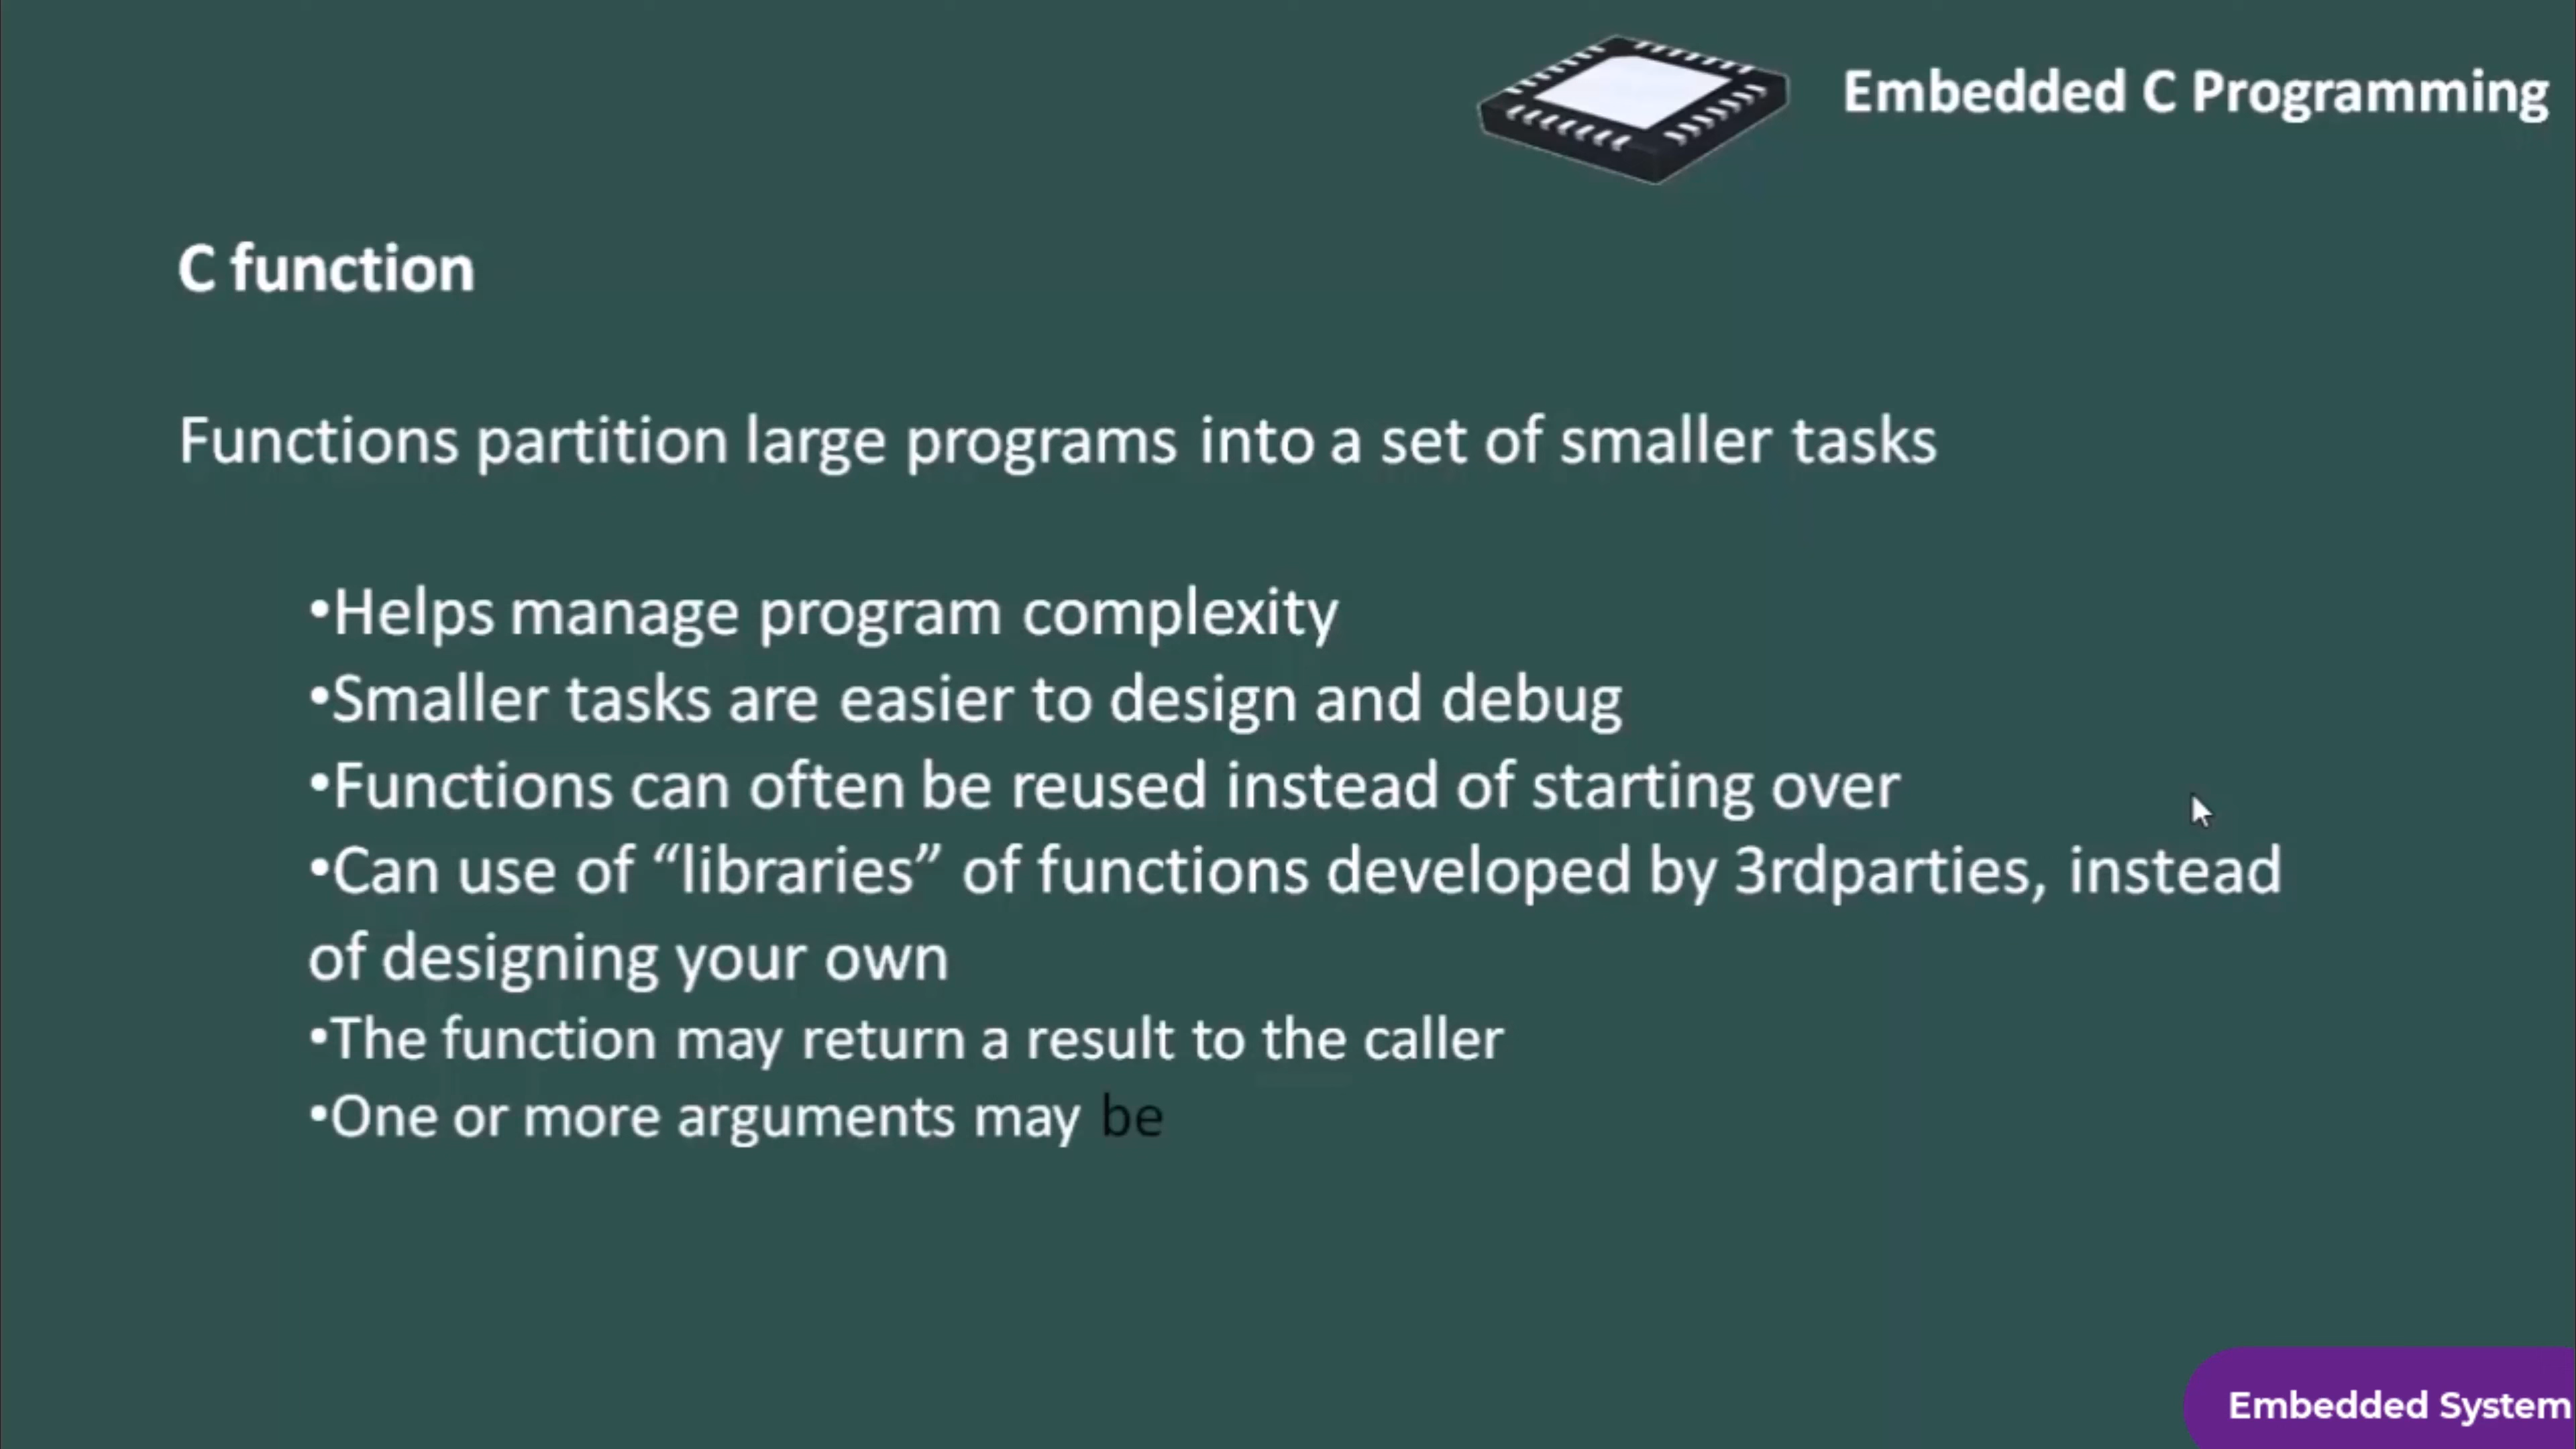 Embedded C Programming
C function
Functions partition large programs into a set of smaller tasks
•Helps manage program complexity
•Smaller tasks are easier to design and debug
•Functions can often be reused instead of starting over
•Can use of “libraries” of functions developed by 3rdparties, instead
of designing your own
•The function may return a result to the caller
•One or more arguments may be
Embedded System